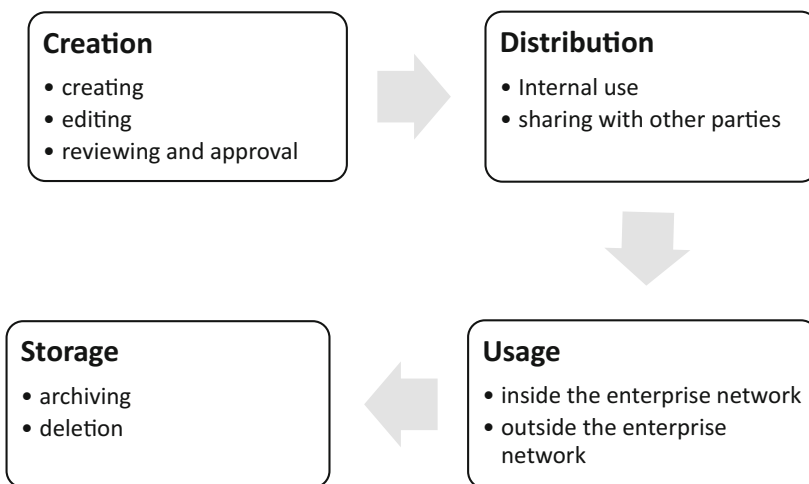 Creation
• creating
• editing
• reviewing and approval
Distribution
• Internal use
• sharing with other parties
Storage
• archiving
• deletion
Usage
• inside the enterprise network
• outside the enterprise
network